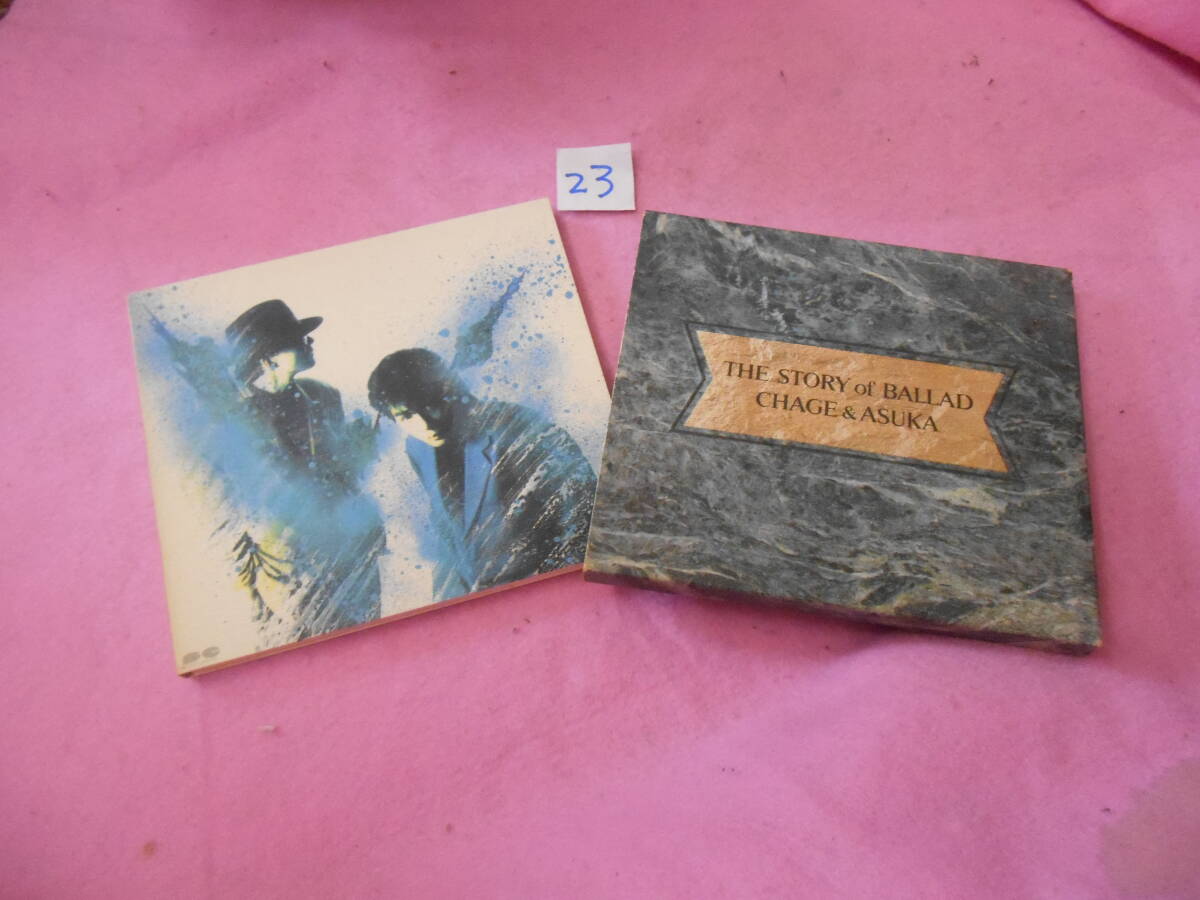 23
THE STORY of BALLAD
CHAGE & ASUKA